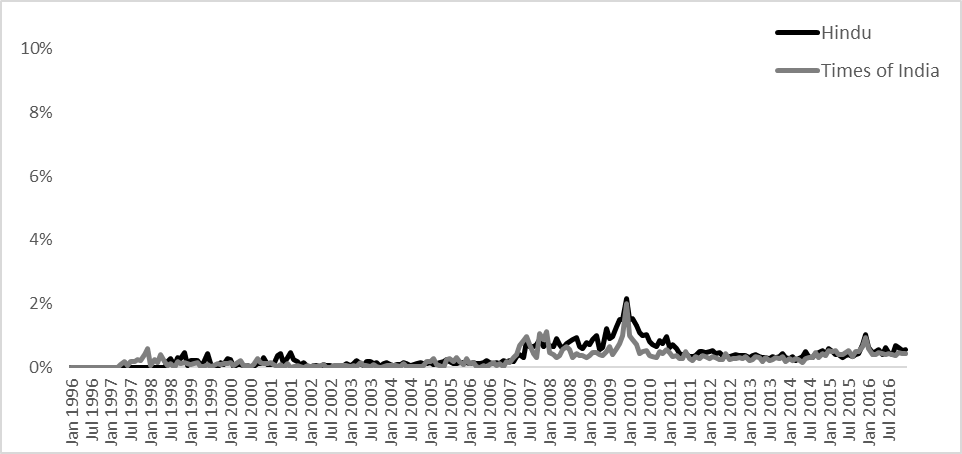 Hindu
Times of India
10%
8%
6%
4%
2%
0%
Jan 1996
Jul 1996
Jan 1997
Jul 1997
Jan 1998
Jul 1998
Jan 1999
Jul 1999
Jan 2000
Jul 2000
Jan 2001
Jul 2001
Jan 2002
Jul 2002
Jan 2003
Jul 2003
Jan 2004
Jul 2004
Jan 2005
Jul 2005
Jan 2006
Jul 2006
Jan 2007
Jul 2007
Jan 2008
Jul 2008
Jan 2009
Jul 2009
Jan 2010
Jul 2010
Jan 2011
Jul 2011
Jan 2012
Jul 2012
Jan 2013
Jul 2013
Jan 2014
Jul 2014
Jan 2015
Jul 2015
Jan 2016
Jul 2016